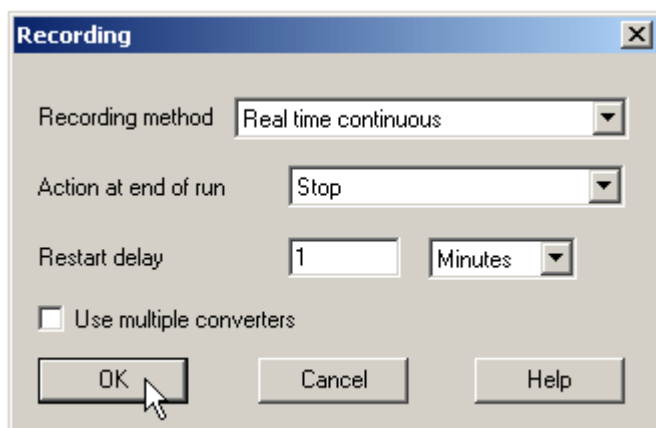 Recording
Recording method Real time continuous
Action at end of run Stop
Restart delay 1 Minutes
Use multiple converters
OK Cancel Help